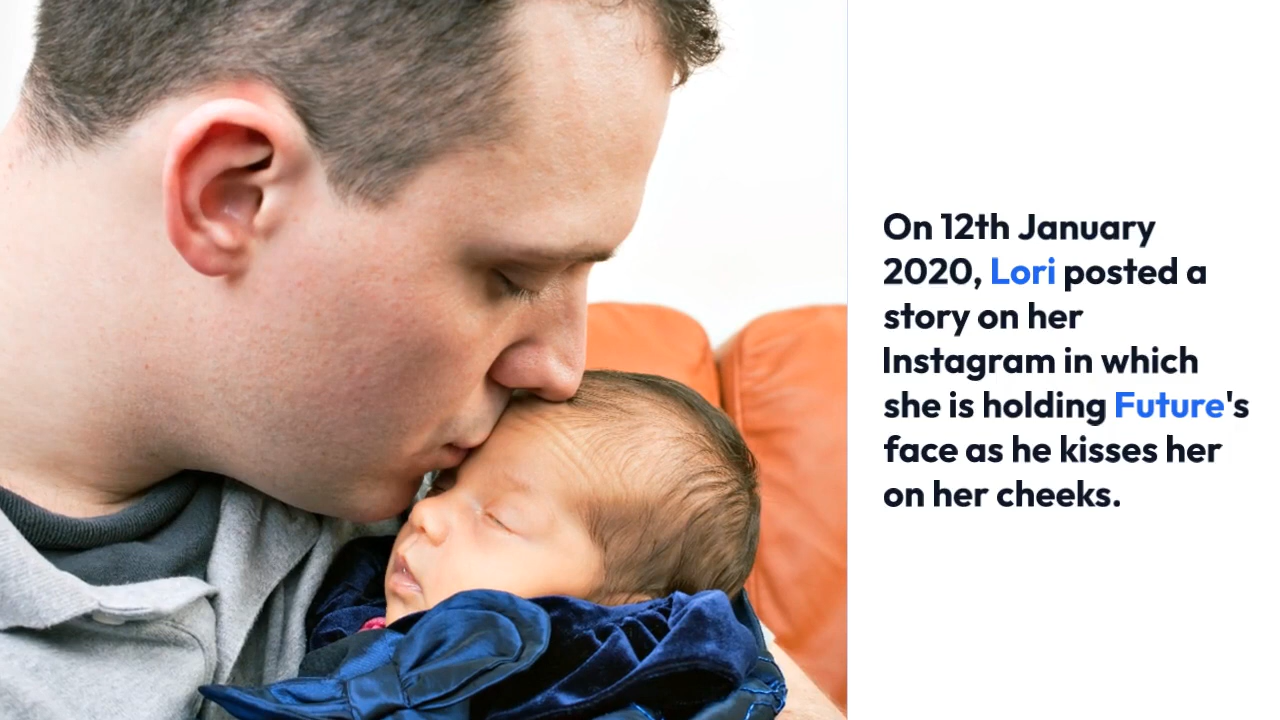 On 12th January
2020, Lori posted a
story on her
Instagram in which
she is holding Future's
face as he kisses her
on her cheeks.